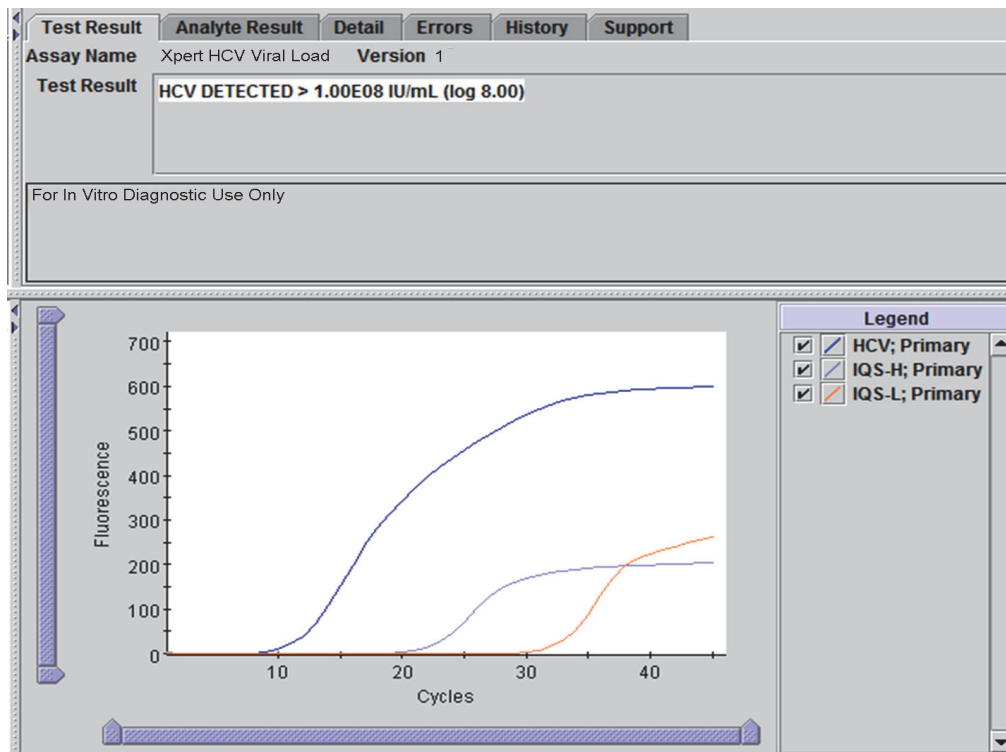 Test Result Analyte Result Detail Errors History Support
Assay Name Xpert HCV Viral Load Version 1
Test Result HCV DETECTED > 1.00E08 IU/mL (log 8.00)
For In Vitro Diagnostic Use Only
700
600
500
400
300
200
100
0
Fluorescence
10 20 30 40
Cycles
Legend
HCV; Primary
IQS-H; Primary
IQS-L; Primary